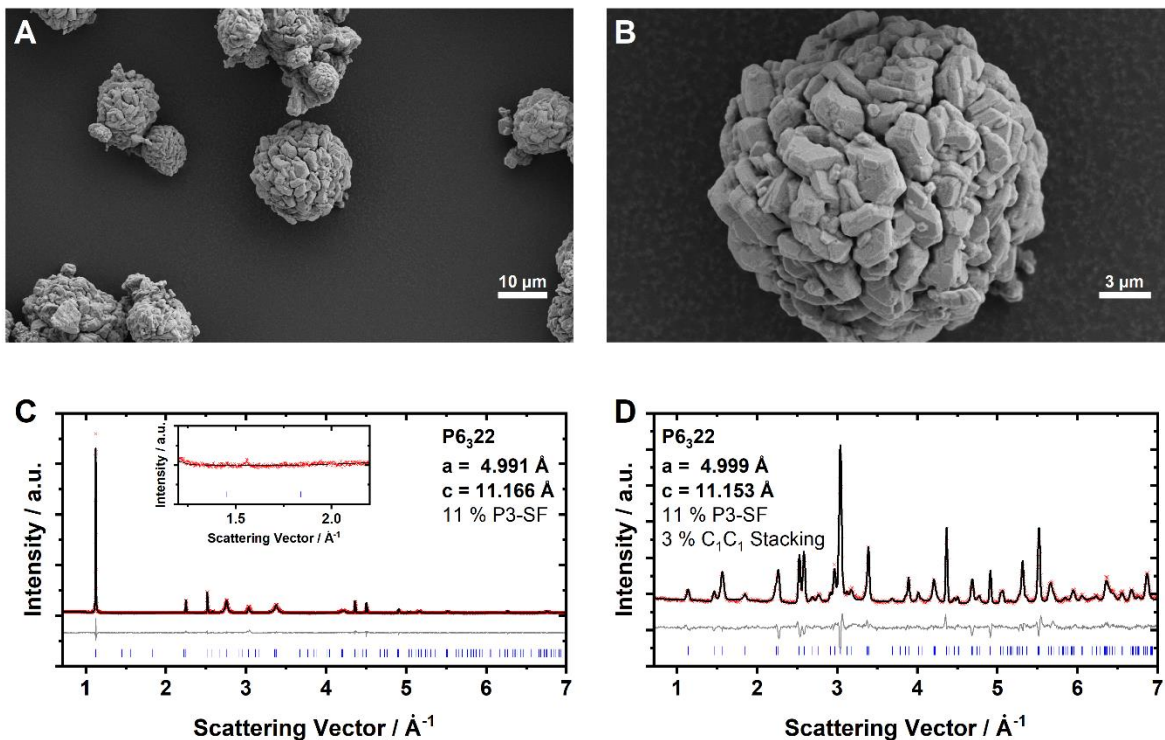 A
10 µm
B
3 µm
C
Intensity / a.u.
Intensity / a.u.
1.5
2.0
Scattering Vector / Å⁻¹
P6₃22
a = 4.991 Å
c = 11.166 Å
11 % P3-SF
1
2
3
4
5
6
7
Scattering Vector / Å⁻¹
D
Intensity / a.u.
P6₃22
a = 4.999 Å
c = 11.153 Å
11 % P3-SF
3 % C₁C₁ Stacking
1
2
3
4
5
6
7
Scattering Vector / Å⁻¹